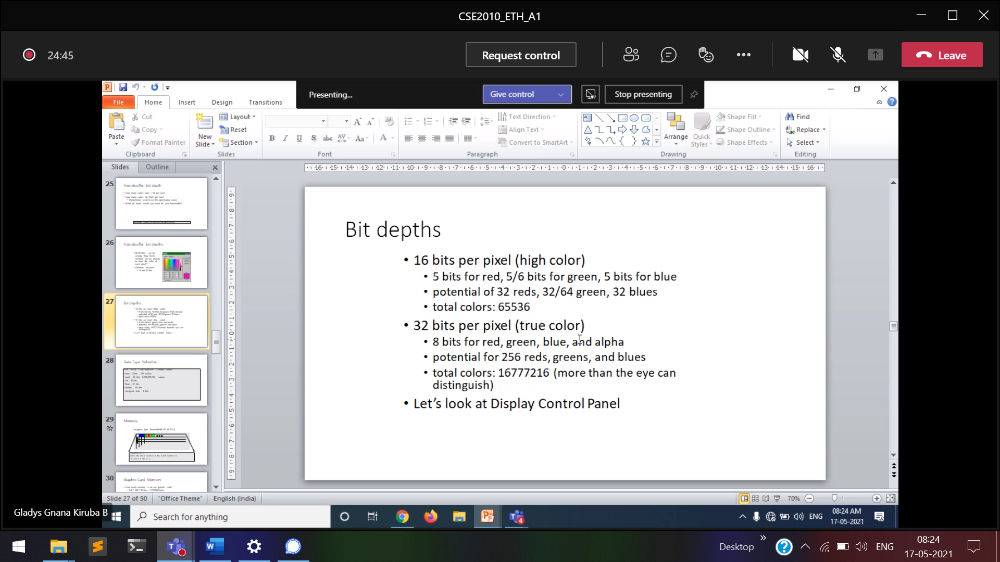 CSE2010_ETH_A1
24:45
Request control
Leave
Presenting...
Give control
Stop presenting
File
Home
Insert
Design
Transitions
Paste
Cut
Copy
Format Painter
Clipboard
New
Slide
Layout
Reset
Section
Slides
Font
Text Direction
Align Text
Convert to SmartArt
Paragraph
Arrange
Quick
Styles
Shape Fill
Shape Outline
Shape Effects
Drawing
Find
Replace
Select
Editing
Slides
Outline
25
Framebuffer bit depth
26
Framebuffer bit depths
27
Bit depths
28
Data Type Refresher
29
Memory
30
Graphic Card Memory
Bit depths
• 16 bits per pixel (high color)
• 5 bits for red, 5/6 bits for green, 5 bits for blue
• potential of 32 reds, 32/64 green, 32 blues
• total colors: 65536
• 32 bits per pixel (true color)
• 8 bits for red, green, blue, and alpha
• potential for 256 reds, greens, and blues
• total colors: 16777216 (more than the eye can
distinguish)
• Let’s look at Display Control Panel
Slide 27 of 50
"Office Theme"
English (India)
70%
Gladys Gnana Kiruba B
Search for anything
4
ENG
08:24 AM
17-05-2021
Desktop
ENG
08:24
17-05-2021